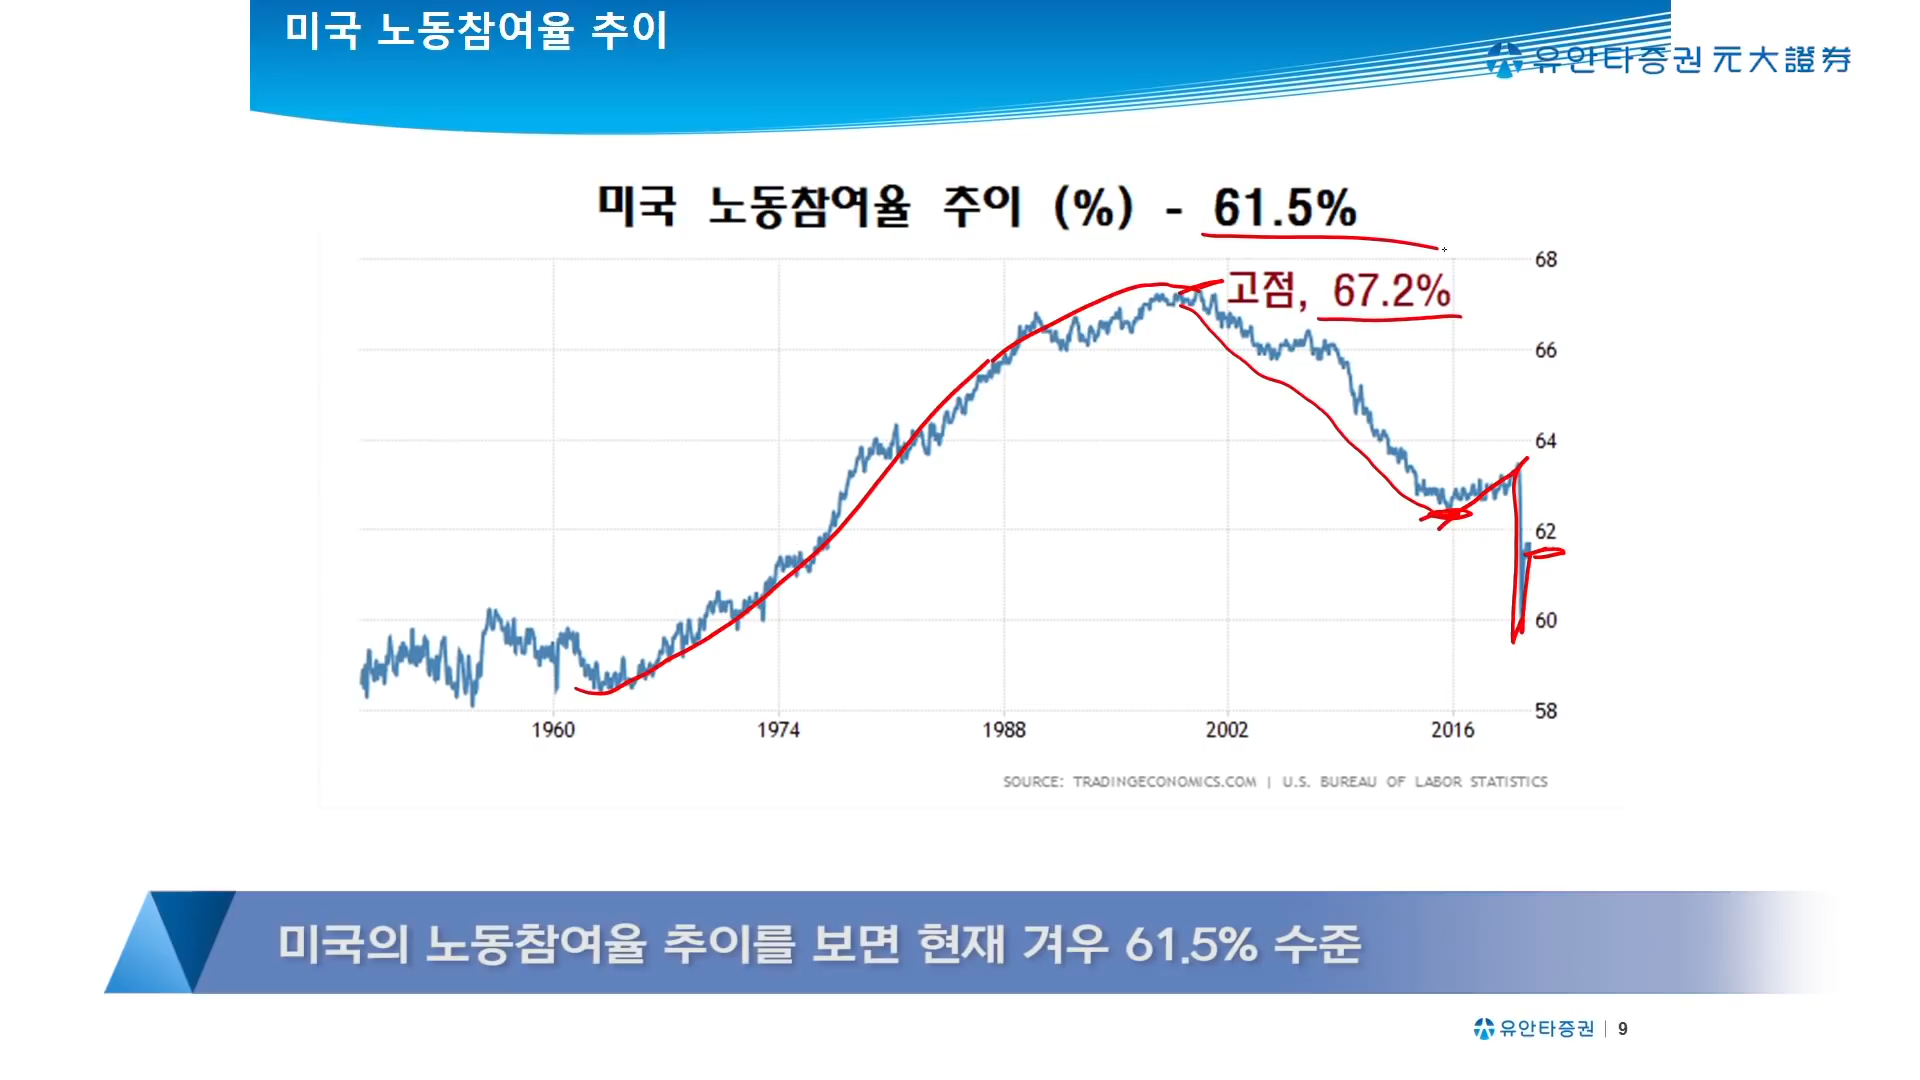 미국 노동참여율 추이
유안타증권 元大證券
미국 노동참여율 추이 (%) - 61.5%
고점, 67.2%
68
66
64
62
60
58
1960 1974 1988 2002 2016
SOURCE: TRADINGECONOMICS.COM | U.S. BUREAU OF LABOR STATISTICS
미국의 노동참여율 추이를 보면 현재 겨우 61.5% 수준
유안타증권 | 9